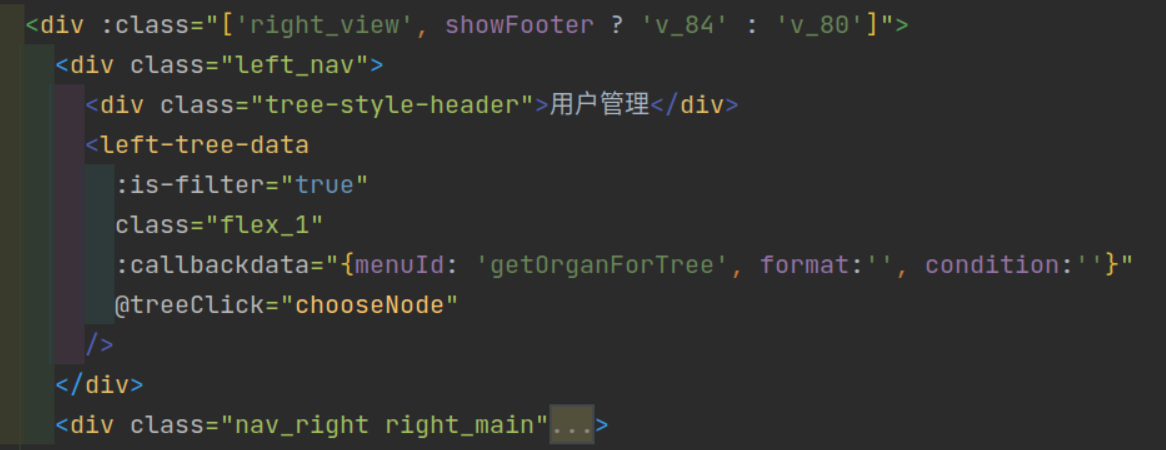 <div :class="['right_view', showFooter ? 'v_84' : 'v_80']">
<div class="left_nav">
<div class="tree-style-header">用户管理</div>
<left-tree-data
:is-filter="true"
class="flex_1"
:callbackdata="{menuId: 'getOrganForTree', format:'', condition:''}"
@treeClick="chooseNode"
/>
</div>
<div class="nav_right right_main"...>